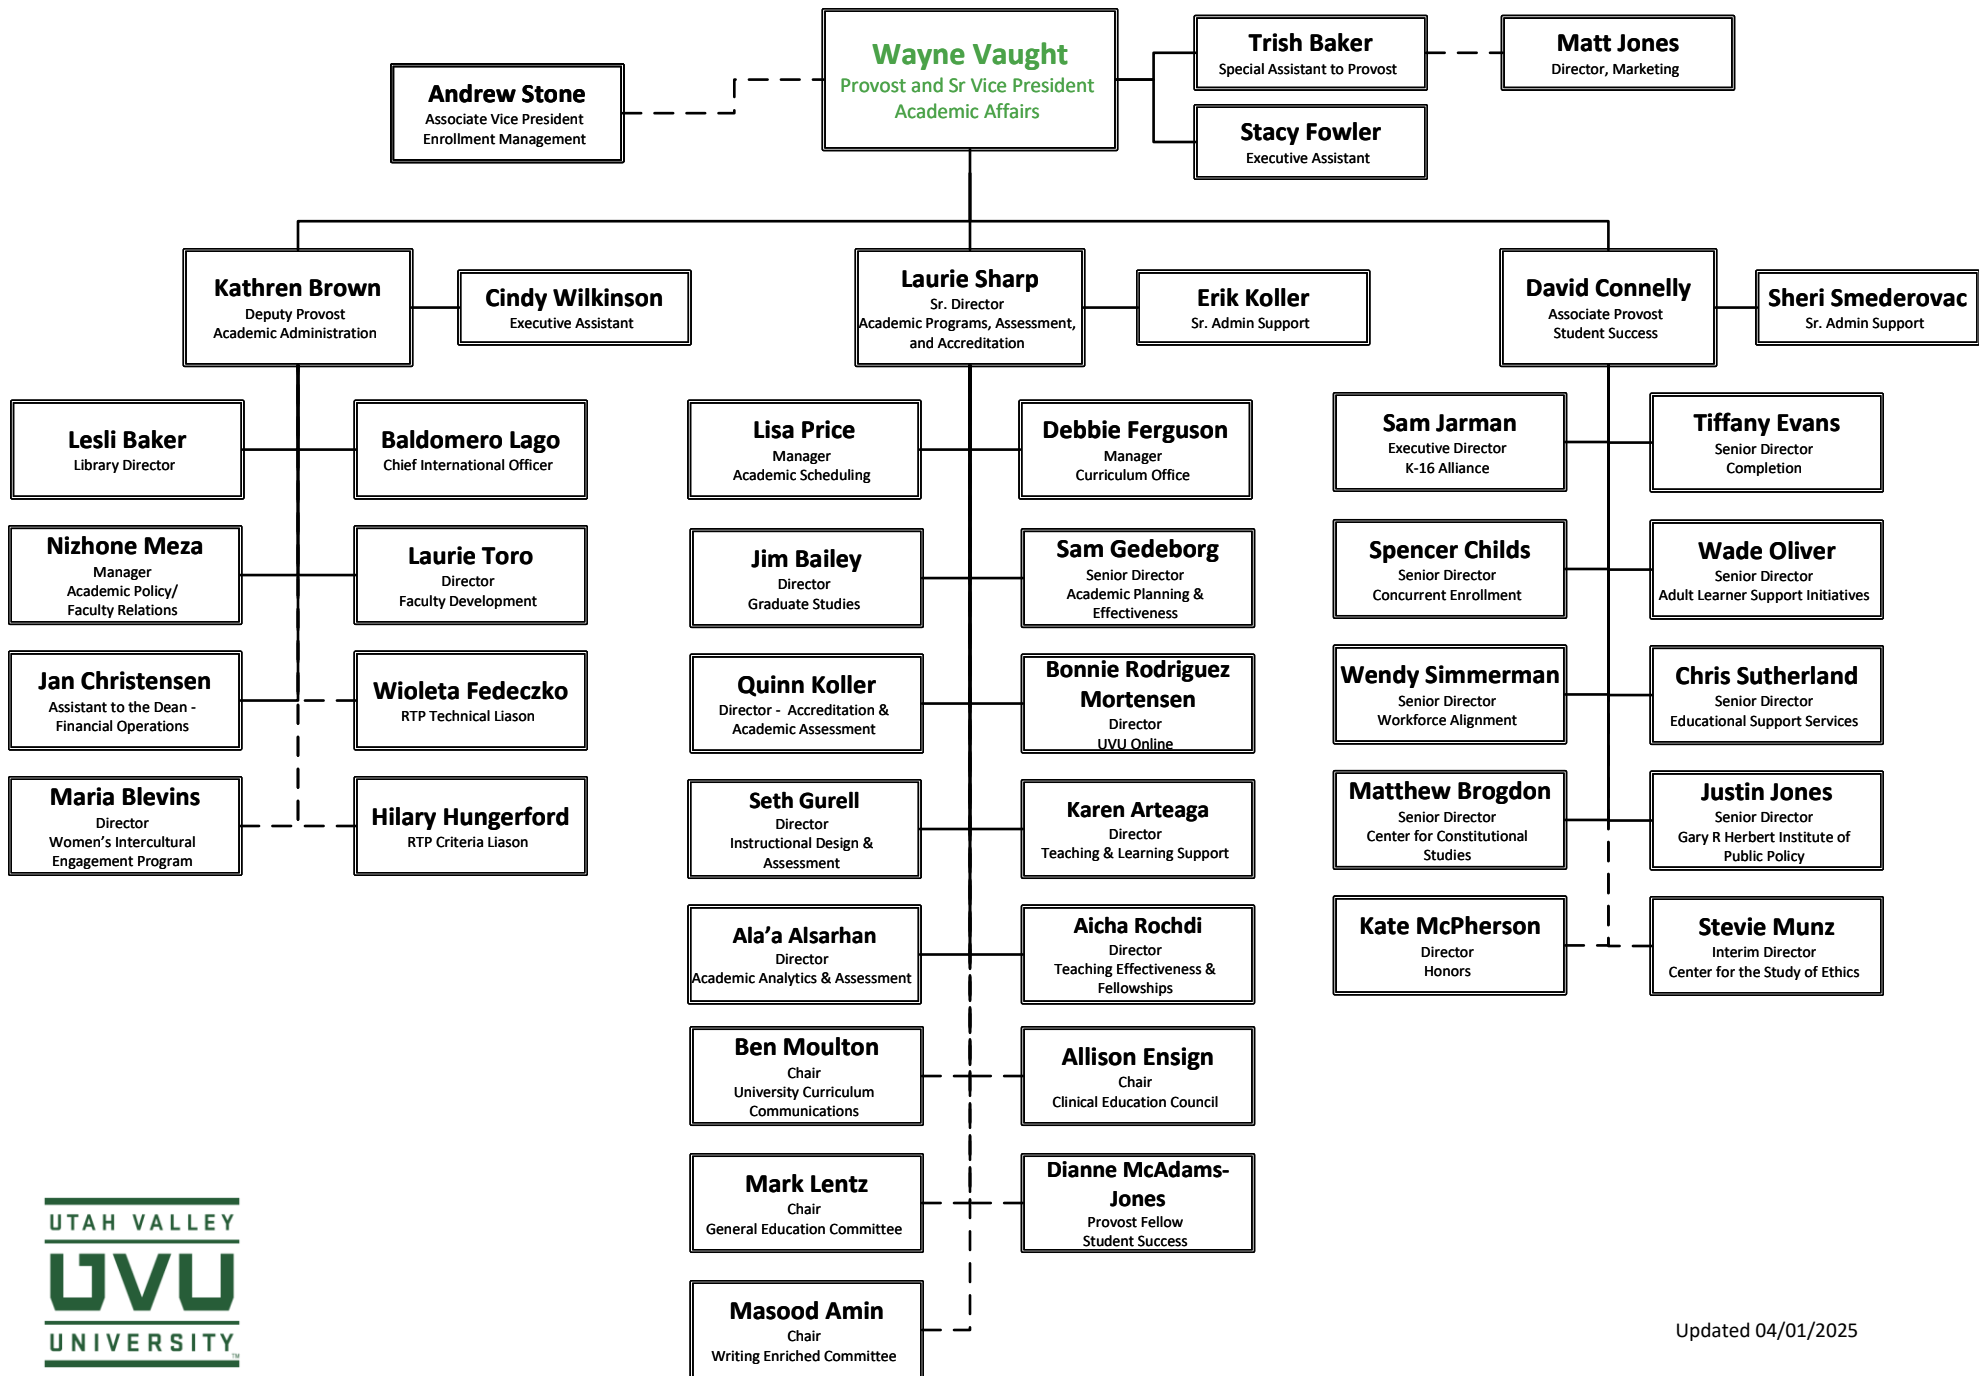 Wayne Vaught
Provost and Sr Vice President
Academic Affairs
Andrew Stone
Associate Vice President
Enrollment Management
Trish Baker
Special Assistant to Provost
Matt Jones
Director, Marketing
Stacy Fowler
Executive Assistant
Kathren Brown
Deputy Provost
Academic Administration
Cindy Wilkinson
Executive Assistant
Laurie Sharp
Sr. Director
Academic Programs, Assessment,
and Accreditation
Erik Koller
Sr. Admin Support
David Connelly
Associate Provost
Student Success
Sheri Smederovac
Sr. Admin Support
Lesli Baker
Library Director
Baldomero Lago
Chief International Officer
Nizhone Meza
Manager
Academic Policy/
Faculty Relations
Laurie Toro
Director
Faculty Development
Jan Christensen
Assistant to the Dean -
Financial Operations
Wioleta Fedeczko
RTP Technical Liason
Maria Blevins
Director
Women's Intercultural
Engagement Program
Hilary Hungerford
RTP Criteria Liason
Lisa Price
Manager
Academic Scheduling
Debbie Ferguson
Manager
Curriculum Office
Jim Bailey
Director
Graduate Studies
Sam Gedeborg
Senior Director
Academic Planning &
Effectiveness
Quinn Koller
Director -  Accreditation &
Academic Assessment
Bonnie Rodriguez
Mortensen
Director
UVU Online
Seth Gurell
Director
Instructional Design &
Assessment
Karen Arteaga
Director
Teaching & Learning Support
Ala’a Alsarhan
Director
Academic Analytics & Assessment
Aicha Rochdi
Director
Teaching Effectiveness &
Fellowships
Ben Moulton
Chair
University Curriculum
Communications
Allison Ensign
Chair
Clinical Education Council
Mark Lentz
Chair
General Education Committee
Dianne McAdams-
Jones
Provost Fellow
Student Success
Masood Amin
Chair
Writing Enriched Committee
Sam Jarman
Executive Director
K-16 Alliance
Tiffany Evans
Senior Director
Completion
Spencer Childs
Senior Director
Concurrent Enrollment
Wade Oliver
Senior Director
Adult Learner Support Initiatives
Wendy Simmerman
Senior Director
Workforce Alignment
Chris Sutherland
Senior Director
Educational Support Services
Matthew Brogdon
Senior Director
Center for Constitutional
Studies
Justin Jones
Senior Director
Gary R Herbert Institute of
Public Policy
Kate McPherson
Director
Honors
Stevie Munz
Interim Director
Center for the Study of Ethics
UTAH VALLEY
UVU
UNIVERSITY™
Updated 04/01/2025